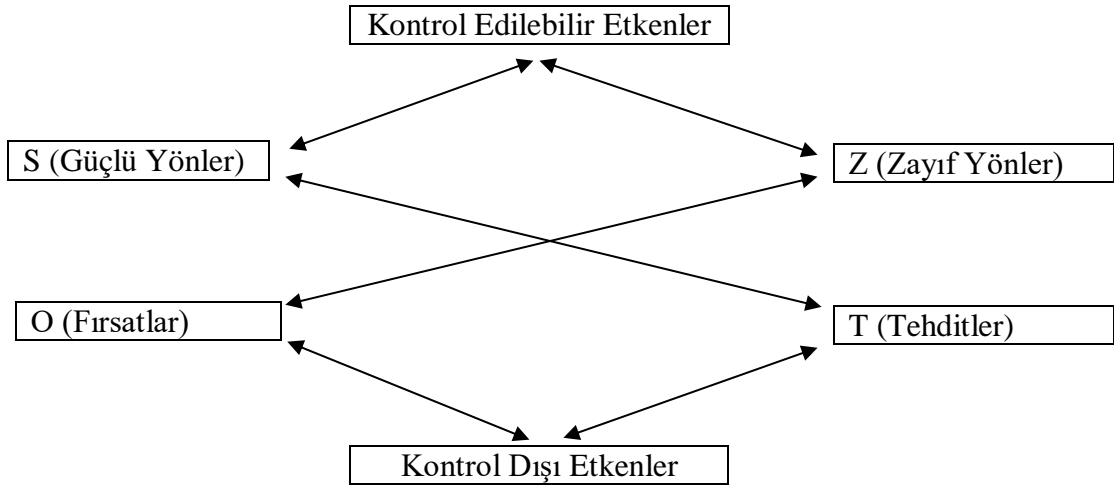 Kontrol Edilebilir Etkenler
S (Güçlü Yönler)
Z (Zayıf Yönler)
O (Fırsatlar)
T (Tehditler)
Kontrol Dışı Etkenler